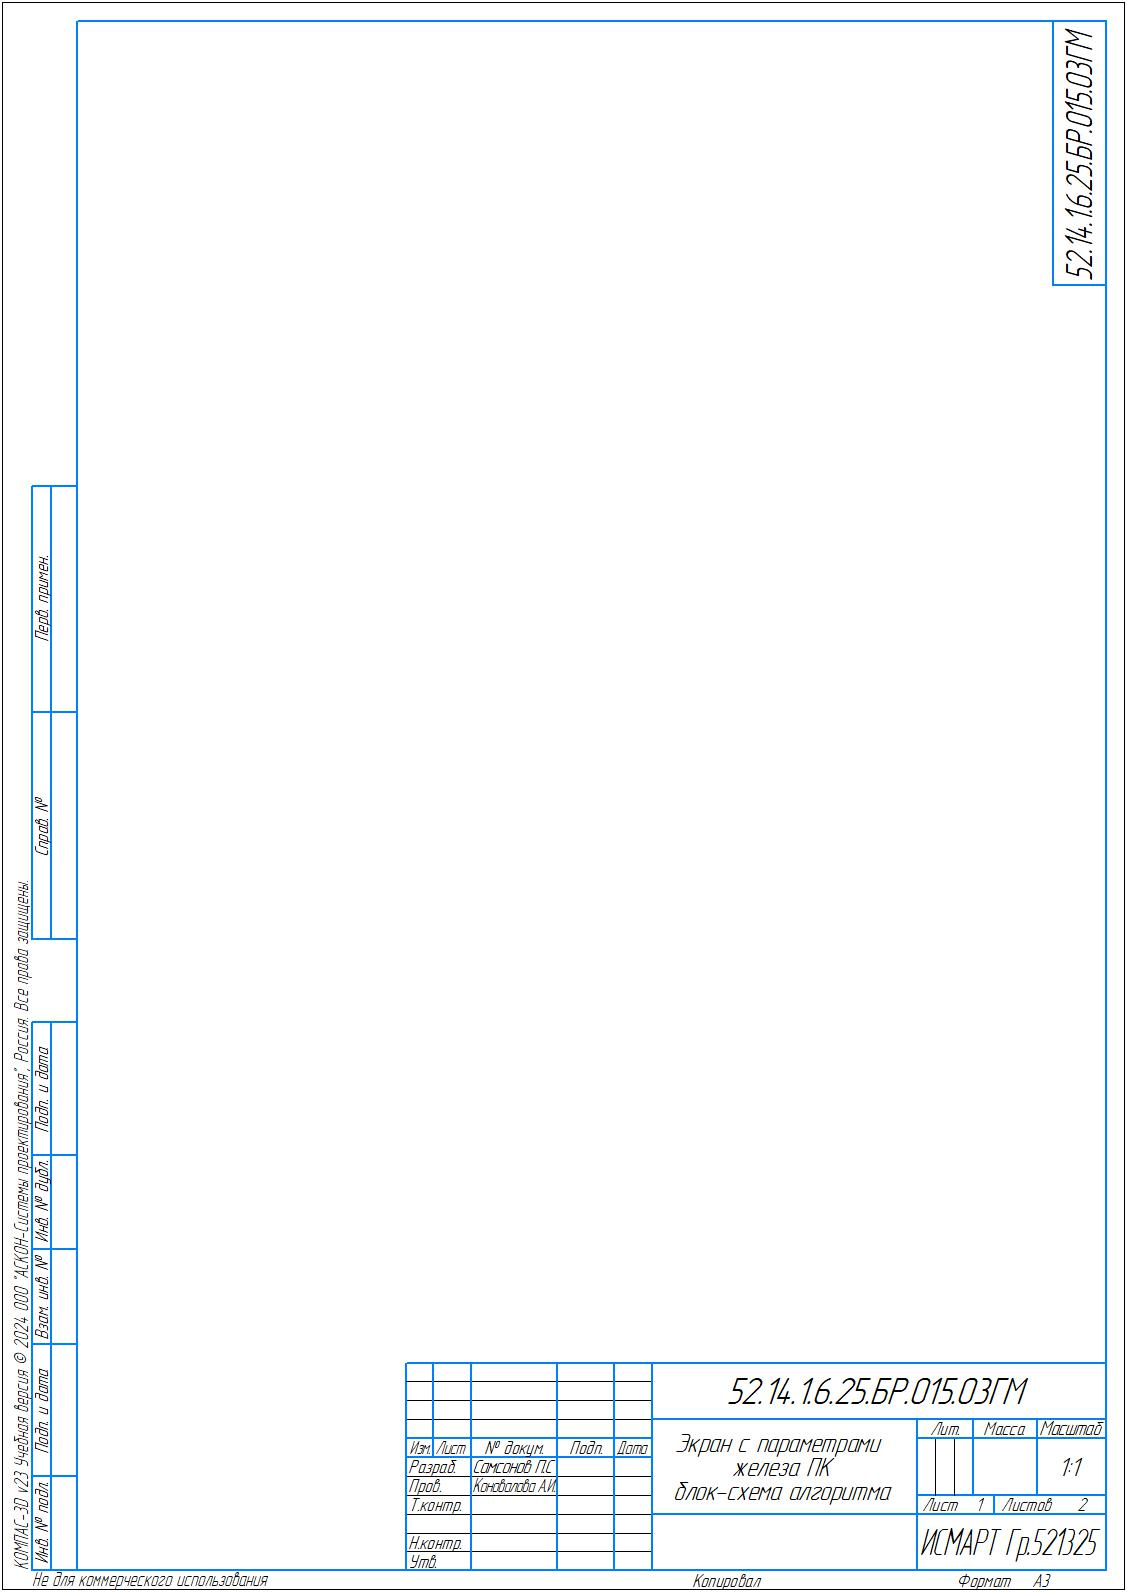 52.14.1.6.25.БР.015.03ГМ
Перв. примен.
Справ. №
Подп. и дата
Инв. № дубл.
Взам. инв. №
Подп. и дата
Инв. № подл.
КОМПАС-3D v23 Учебная версия © 2024 ООО "АСКОН-Системы проектирования", Россия. Все права защищены.
52.14.1.6.25.БР.015.03ГМ
Изм. Лист № докум. Подп. Дата
Разраб. Самсонов П.С
Пров. Коновалова А.И.
Т.контр.
Н.контр.
Утв.
Экран с параметрами
железа ПК
блок-схема алгоритма
Лит. Масса Масштаб
1:1
Лист 1 Листов 2
ИСМАРТ Гр.521325
Не для коммерческого использования Копировал Формат А3